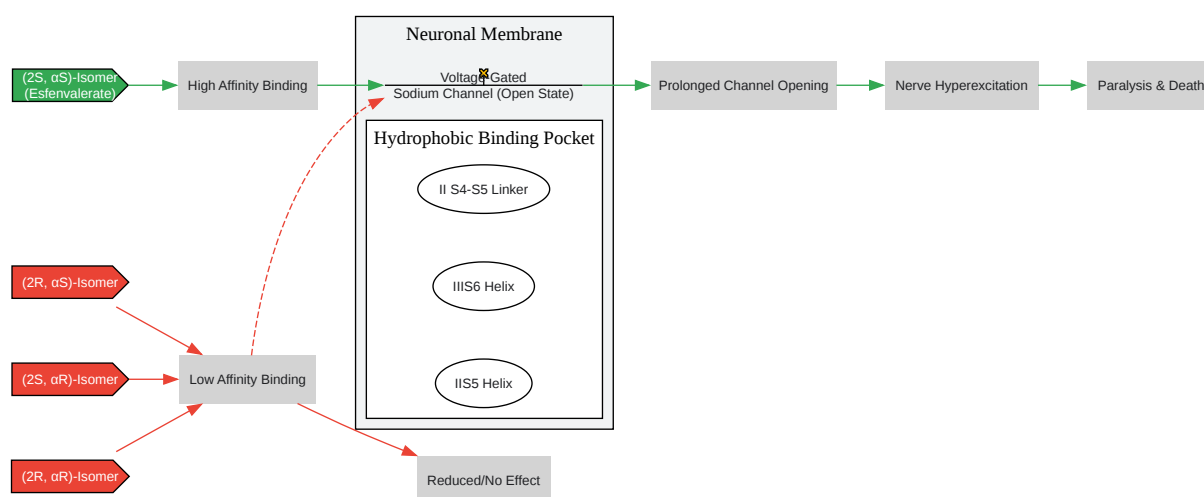 Neuronal Membrane
(2S, αS)-Isomer
(Esfenvalerate)
High Affinity Binding
Voltage Gated
Sodium Channel (Open State)
Prolonged Channel Opening
Nerve Hyperexcitation
Paralysis & Death
Hydrophobic Binding Pocket
II S4-S5 Linker
IIIS6 Helix
IIS5 Helix
(2R, αS)-Isomer
(2S, αR)-Isomer
Low Affinity Binding
(2R, αR)-Isomer
Reduced/No Effect